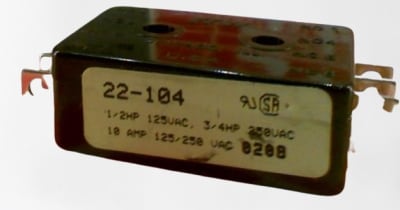 22-104
1/2HP 125VAC, 3/4HP 250VAC
10 AMP 125/250 VAC 0208